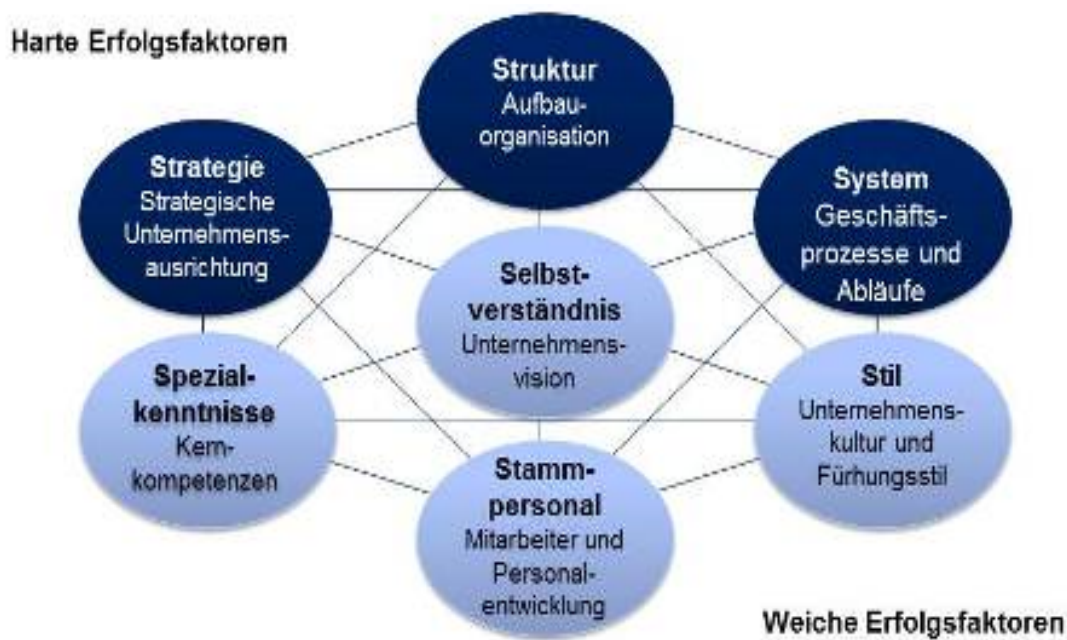 Harte Erfolgsfaktoren
Struktur
Aufbau-
organisation
Strategie
Strategische
Unternehmens-
ausrichtung
System
Geschäfts-
prozesse und
Abläufe
Selbst-
verständnis
Unternehmens-
vision
Spezial-
kenntnisse
Kern-
kompetenzen
Stil
Unternehmens-
kultur und
Fürhungsstil
Stamm-
personal
Mitarbeiter und
Personal-
entwicklung
Weiche Erfolgsfaktoren